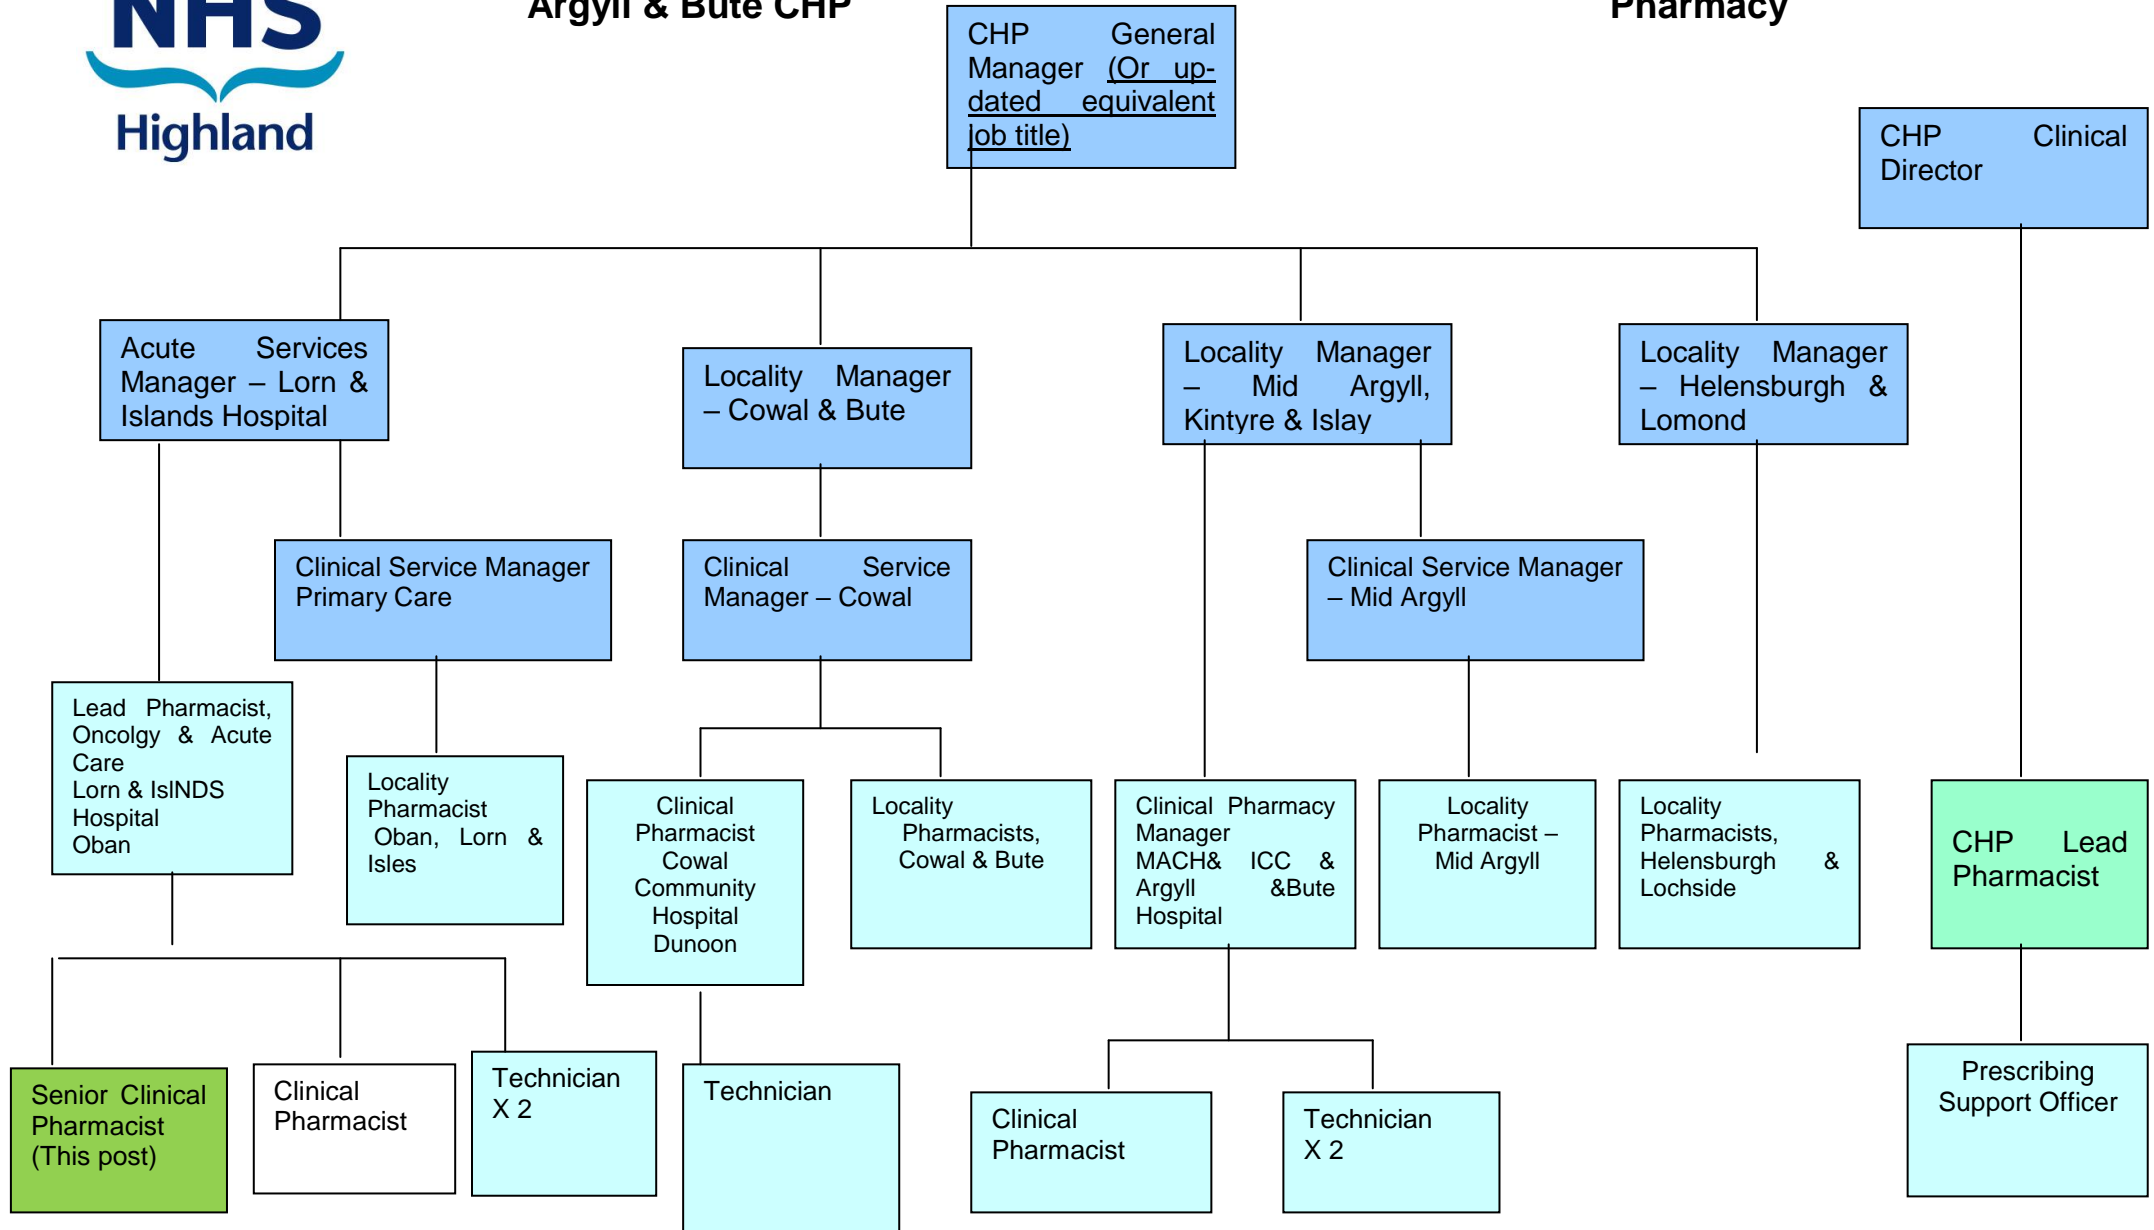 NHS
Highland
Argyll & Bute CHP
Pharmacy
CHP General
Manager (Or up-
dated equivalent
job title)
CHP Clinical
Director
Acute Services
Manager – Lorn &
Islands Hospital
Locality Manager
– Cowal & Bute
Locality Manager
– Mid Argyll,
Kintyre & Islay
Locality Manager
– Helensburgh &
Lomond
Clinical Service Manager
Primary Care
Clinical Service
Manager – Cowal
Clinical Service Manager
– Mid Argyll
Lead Pharmacist,
Oncolgy & Acute
Care
Lorn & IslNDS
Hospital
Oban
Locality
Pharmacist
Oban, Lorn &
Isles
Clinical
Pharmacist
Cowal
Community
Hospital
Dunoon
Locality
Pharmacists,
Cowal & Bute
Clinical Pharmacy
Manager
MACH& ICC &
Argyll &Bute
Hospital
Locality
Pharmacist –
Mid Argyll
Locality
Pharmacists,
Helensburgh &
Lochside
CHP Lead
Pharmacist
Senior Clinical
Pharmacist
(This post)
Clinical
Pharmacist
Technician
X 2
Technician
Clinical
Pharmacist
Technician
X 2
Prescribing
Support Officer